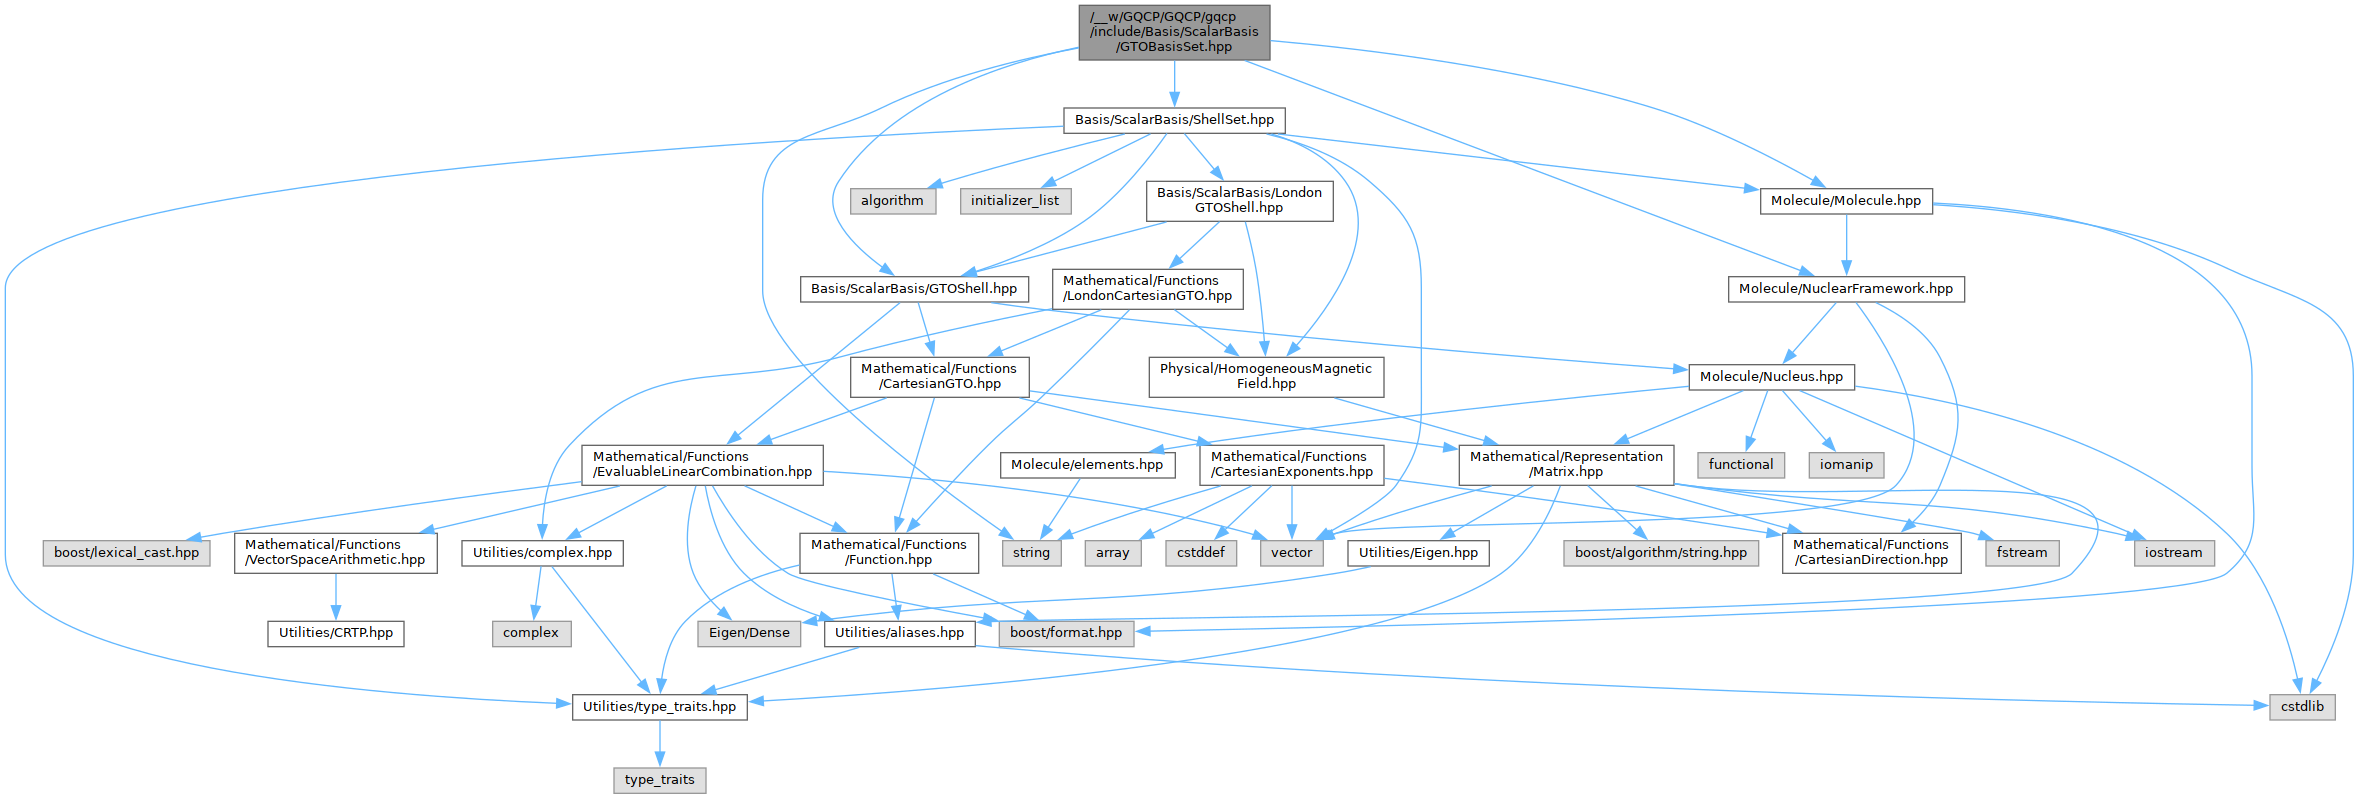 /__w/GQCP/GQCP/gqcp
/include/Basis/ScalarBasis
/GTOBasisSet.hpp
Basis/ScalarBasis/ShellSet.hpp
algorithm
initializer_list
Basis/ScalarBasis/London
GTOShell.hpp
Molecule/Molecule.hpp
Basis/ScalarBasis/GTOShell.hpp
Mathematical/Functions
/LondonCartesianGTO.hpp
Molecule/NuclearFramework.hpp
Mathematical/Functions
/CartesianGTO.hpp
Physical/HomogeneousMagnetic
Field.hpp
Molecule/Nucleus.hpp
Mathematical/Functions
/EvaluableLinearCombination.hpp
Molecule/elements.hpp
Mathematical/Functions
/CartesianExponents.hpp
Mathematical/Representation
/Matrix.hpp
functional
iomanip
boost/lexical_cast.hpp
Mathematical/Functions
/VectorSpaceArithmetic.hpp
Utilities/complex.hpp
Mathematical/Functions
/Function.hpp
string
array
cstddef
vector
Utilities/Eigen.hpp
boost/algorithm/string.hpp
Mathematical/Functions
/CartesianDirection.hpp
fstream
iostream
Utilities/CRTP.hpp
complex
Eigen/Dense
Utilities/aliases.hpp
boost/format.hpp
Utilities/type_traits.hpp
cstdlib
type_traits